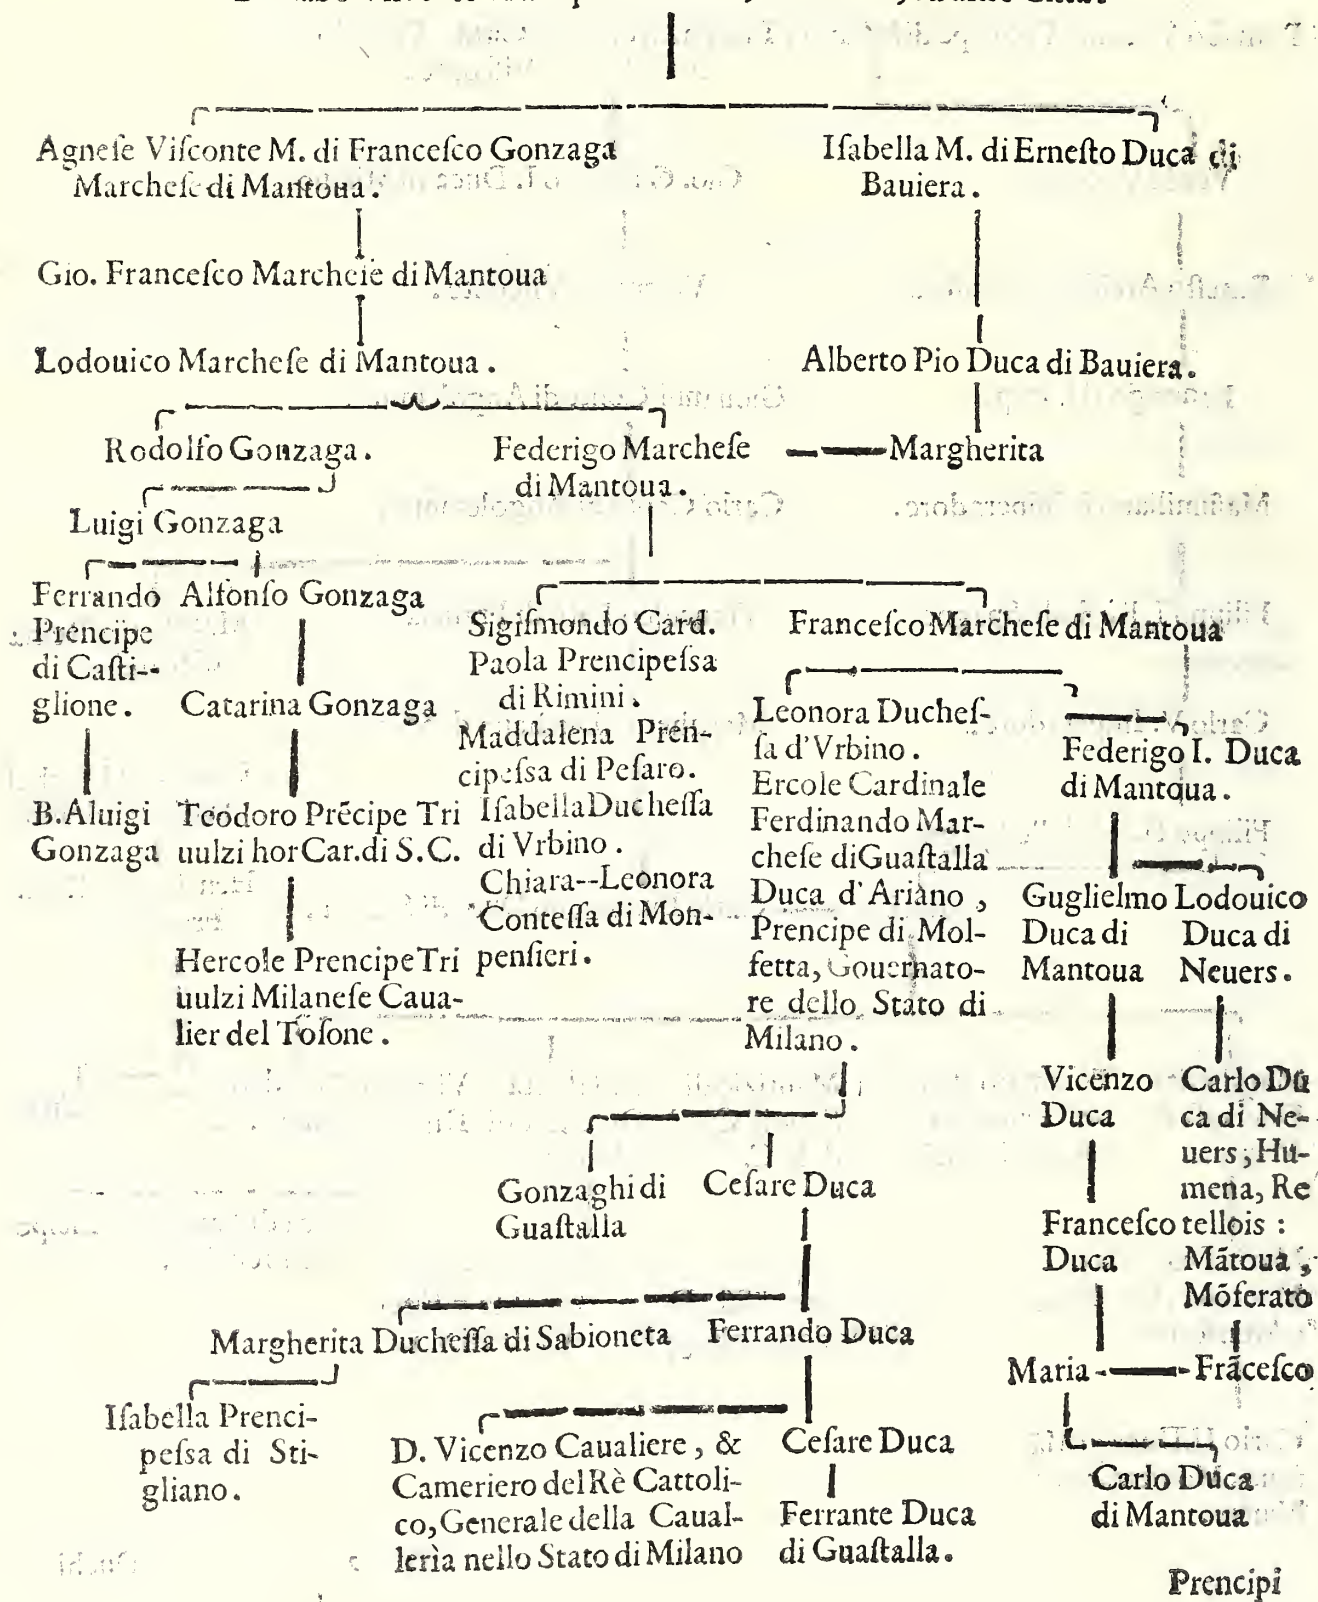 Agneſe Viſconte M. di Franceſco Gonzaga
Marcheſe di Mantoua.
Iſabella M. di Erneſto Duca di
Bauiera.
Gio. Franceſco Marcheſe di Mantoua
Lodouico Marcheſe di Mantoua.
Alberto Pio Duca di Bauiera.
Rodolfo Gonzaga.
Federigo Marcheſe
di Mantoua.
Margherita
Luigi Gonzaga
Ferrando
Prencipe
di Caſti--
glione.
Alfonſo Gonzaga
Catarina Gonzaga
B. Aluigi
Gonzaga
Teodoro Prēcipe Tri
uulzi hor Car. di S.C.
Hercole Prencipe Tri
uulzi Milaneſe Caua-
lier del Toſone.
Sigiſmondo Card.
Paola Prencipeſsa
di Rimini.
Maddalena Pren-
cipeſsa di Peſaro.
Iſabella Ducheſſa
di Vrbino.
Chiara--Leonora
Conteſſa di Mon-
penſieri.
Franceſco Marcheſe di Mantoua
Leonora Ducheſ-
ſa d'Vrbino.
Ercole Cardinale
Ferdinando Mar-
cheſe di Guaſtalla
Duca d'Ariano,
Prencipe di Mol-
fetta, Gouernato-
re dello Stato di
Milano.
Federigo I. Duca
di Mantoua.
Guglielmo
Duca di
Mantoua
Lodouico
Duca di
Neuers.
Vicenzo
Duca
Carlo Du
ca di Ne-
uers, Hu-
mena, Re
tellois :
Mātoua,
Mōferato
Franceſco
Duca
Gonzaghi di
Guaſtalla
Ceſare Duca
Margherita Ducheſſa di Sabioneta
Ferrando Duca
Maria
Frāceſco
Iſabella Prenci-
peſsa di Sti-
gliano.
D. Vicenzo Caualiere, &
Cameriero del Rè Cattoli-
co, Generale della Caual-
lerìa nello Stato di Milano
Ceſare Duca
Ferrante Duca
di Guaſtalla.
Carlo Duca
di Mantoua
Prencipi